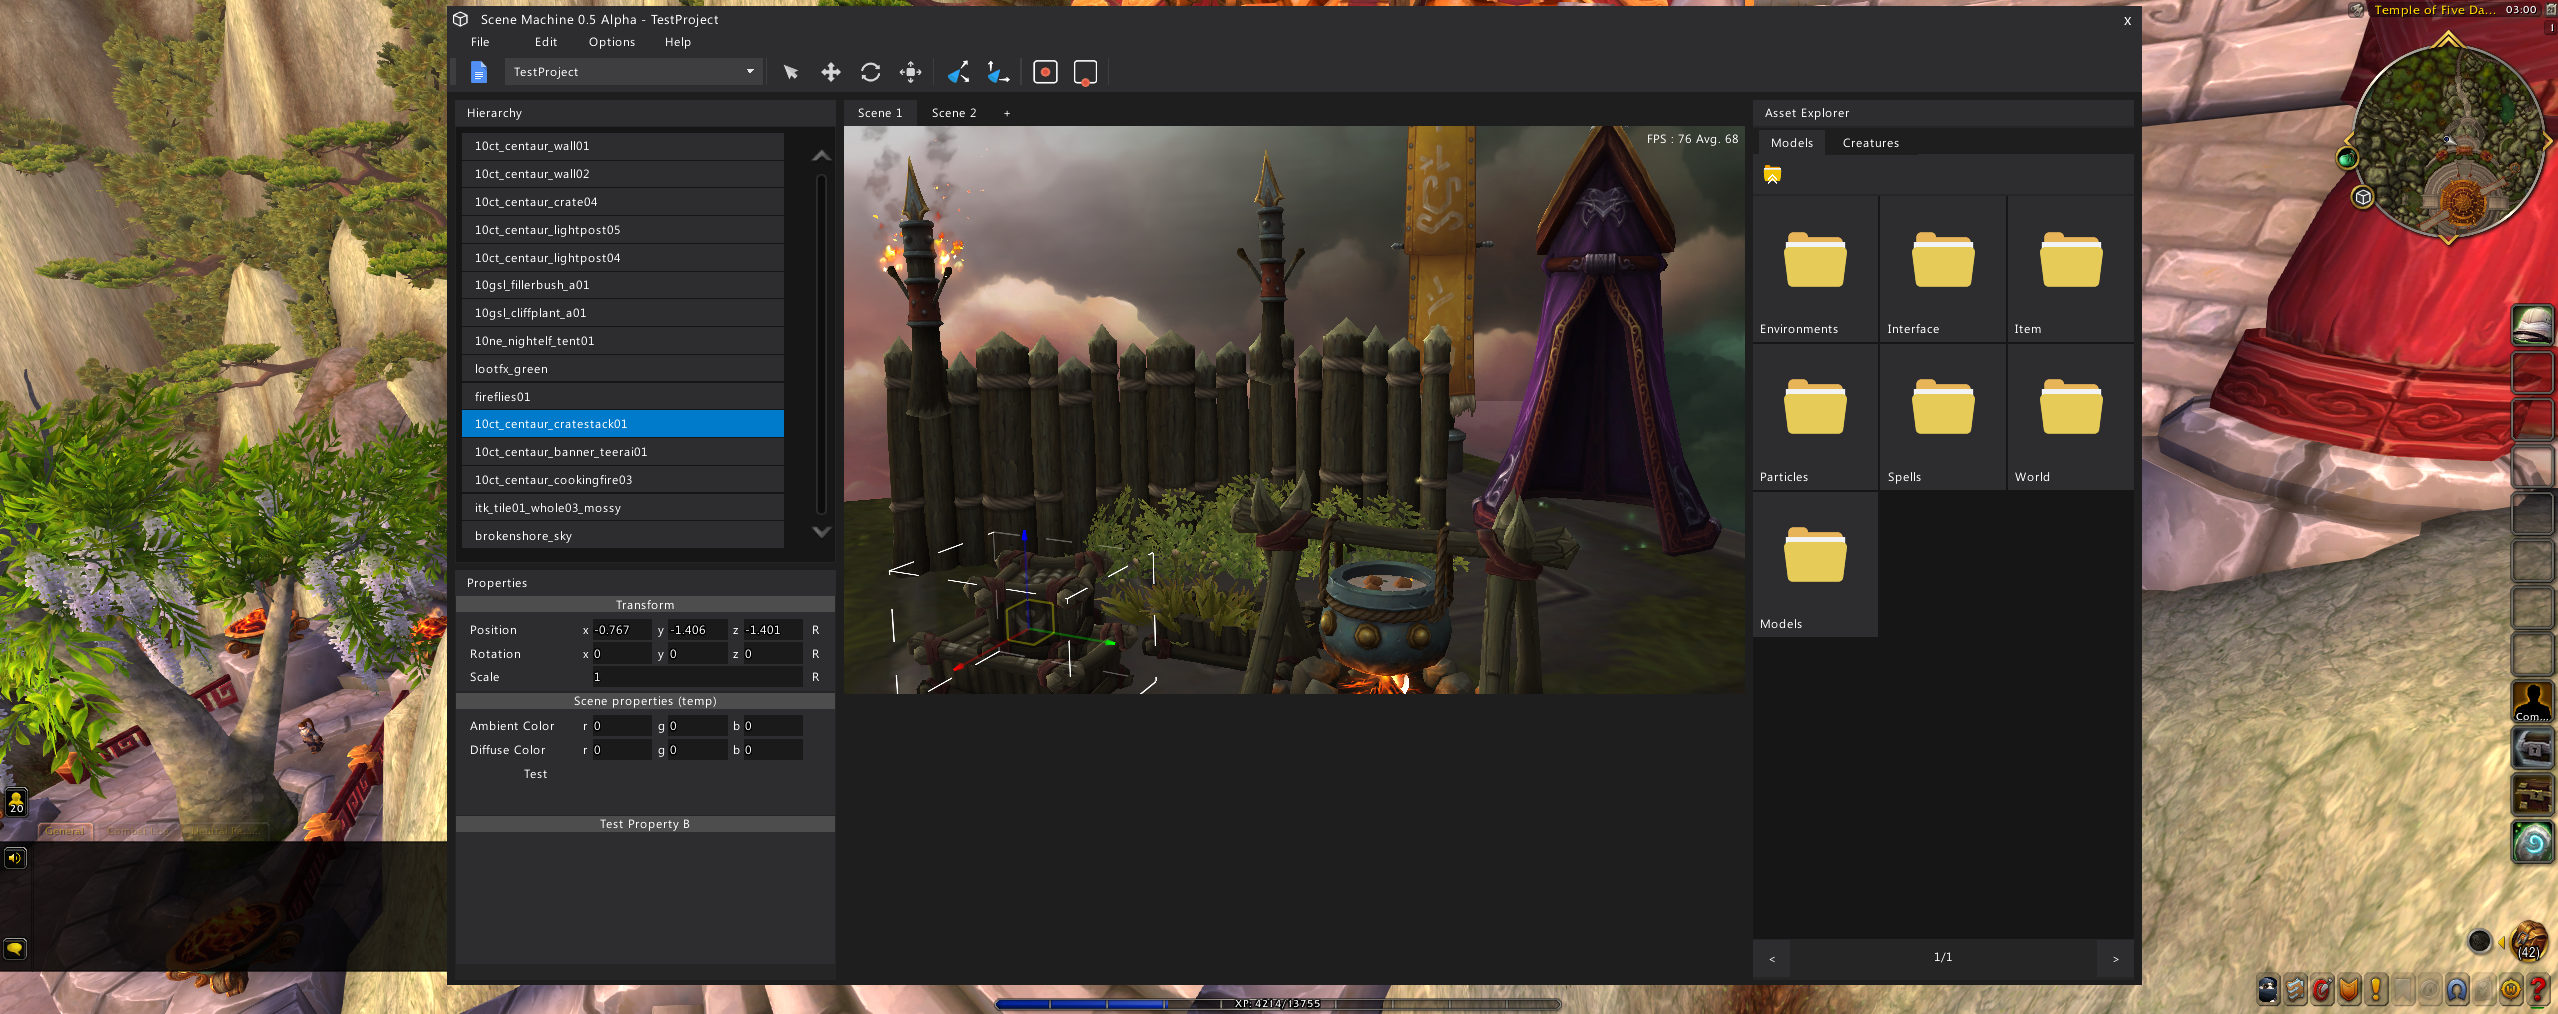 Scene Machine 0.5 Alpha - TestProject
X
File Edit Options Help
TestProject
Hierarchy
10ct_centaur_wall01
10ct_centaur_wall02
10ct_centaur_crate04
10ct_centaur_lightpost05
10ct_centaur_lightpost04
10gsl_fillerbush_a01
10gsl_cliffplant_a01
10ne_nightelf_tent01
lootfx_green
fireflies01
10ct_centaur_cratestack01
10ct_centaur_banner_teerai01
10ct_centaur_cookingfire03
itk_tile01_whole03_mossy
brokenshore_sky
Properties
Transform
Position x -0.767 y -1.406 z -1.401 R
Rotation x 0 y 0 z 0 R
Scale 1 R
Scene properties (temp)
Ambient Color r 0 g 0 b 0
Diffuse Color r 0 g 0 b 0
Test
Test Property B
Scene 1 Scene 2 +
FPS : 76 Avg. 68
Asset Explorer
Models Creatures
Environments Interface Item
Particles Spells World
Models
< 1/1 >
Temple of Five Da... 03:00
1
Com...
(42)
20
General
XP: 4214/13755